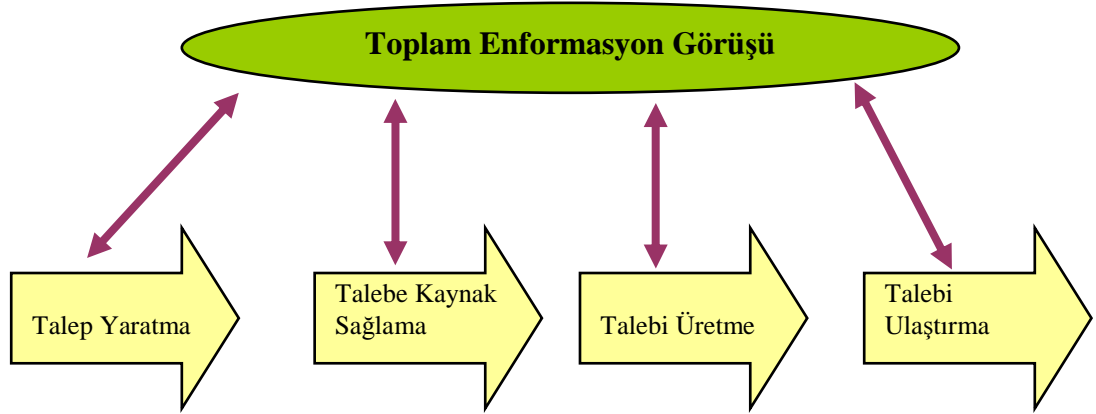 Toplam Enformasyon Görüşü
Talep Yaratma
Talebe Kaynak
Sağlama
Talebi Üretme
Talebi
Ulaştırma